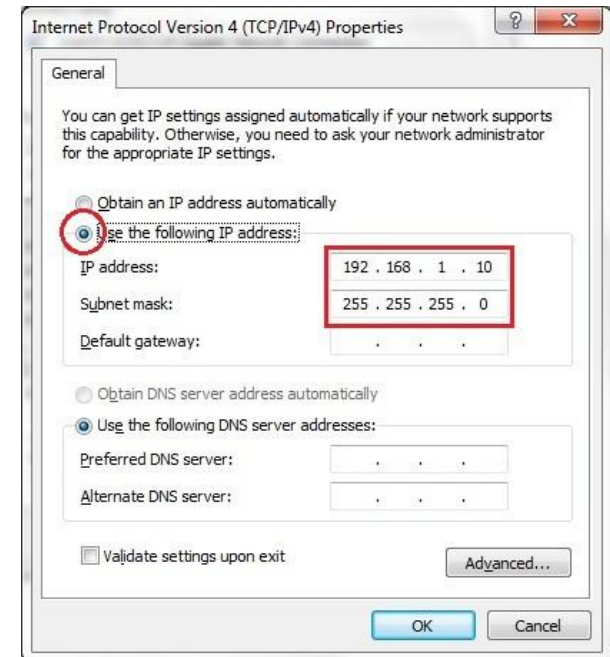 Internet Protocol Version 4 (TCP/IPv4) Properties
?
X
General
You can get IP settings assigned automatically if your network supports
this capability. Otherwise, you need to ask your network administrator
for the appropriate IP settings.
Obtain an IP address automatically
Use the following IP address:
IP address: 192 . 168 . 1 . 10
Subnet mask: 255 . 255 . 255 . 0
Default gateway: . . .
Obtain DNS server address automatically
Use the following DNS server addresses:
Preferred DNS server: . . .
Alternate DNS server: . . .
Validate settings upon exit
Advanced...
OK Cancel